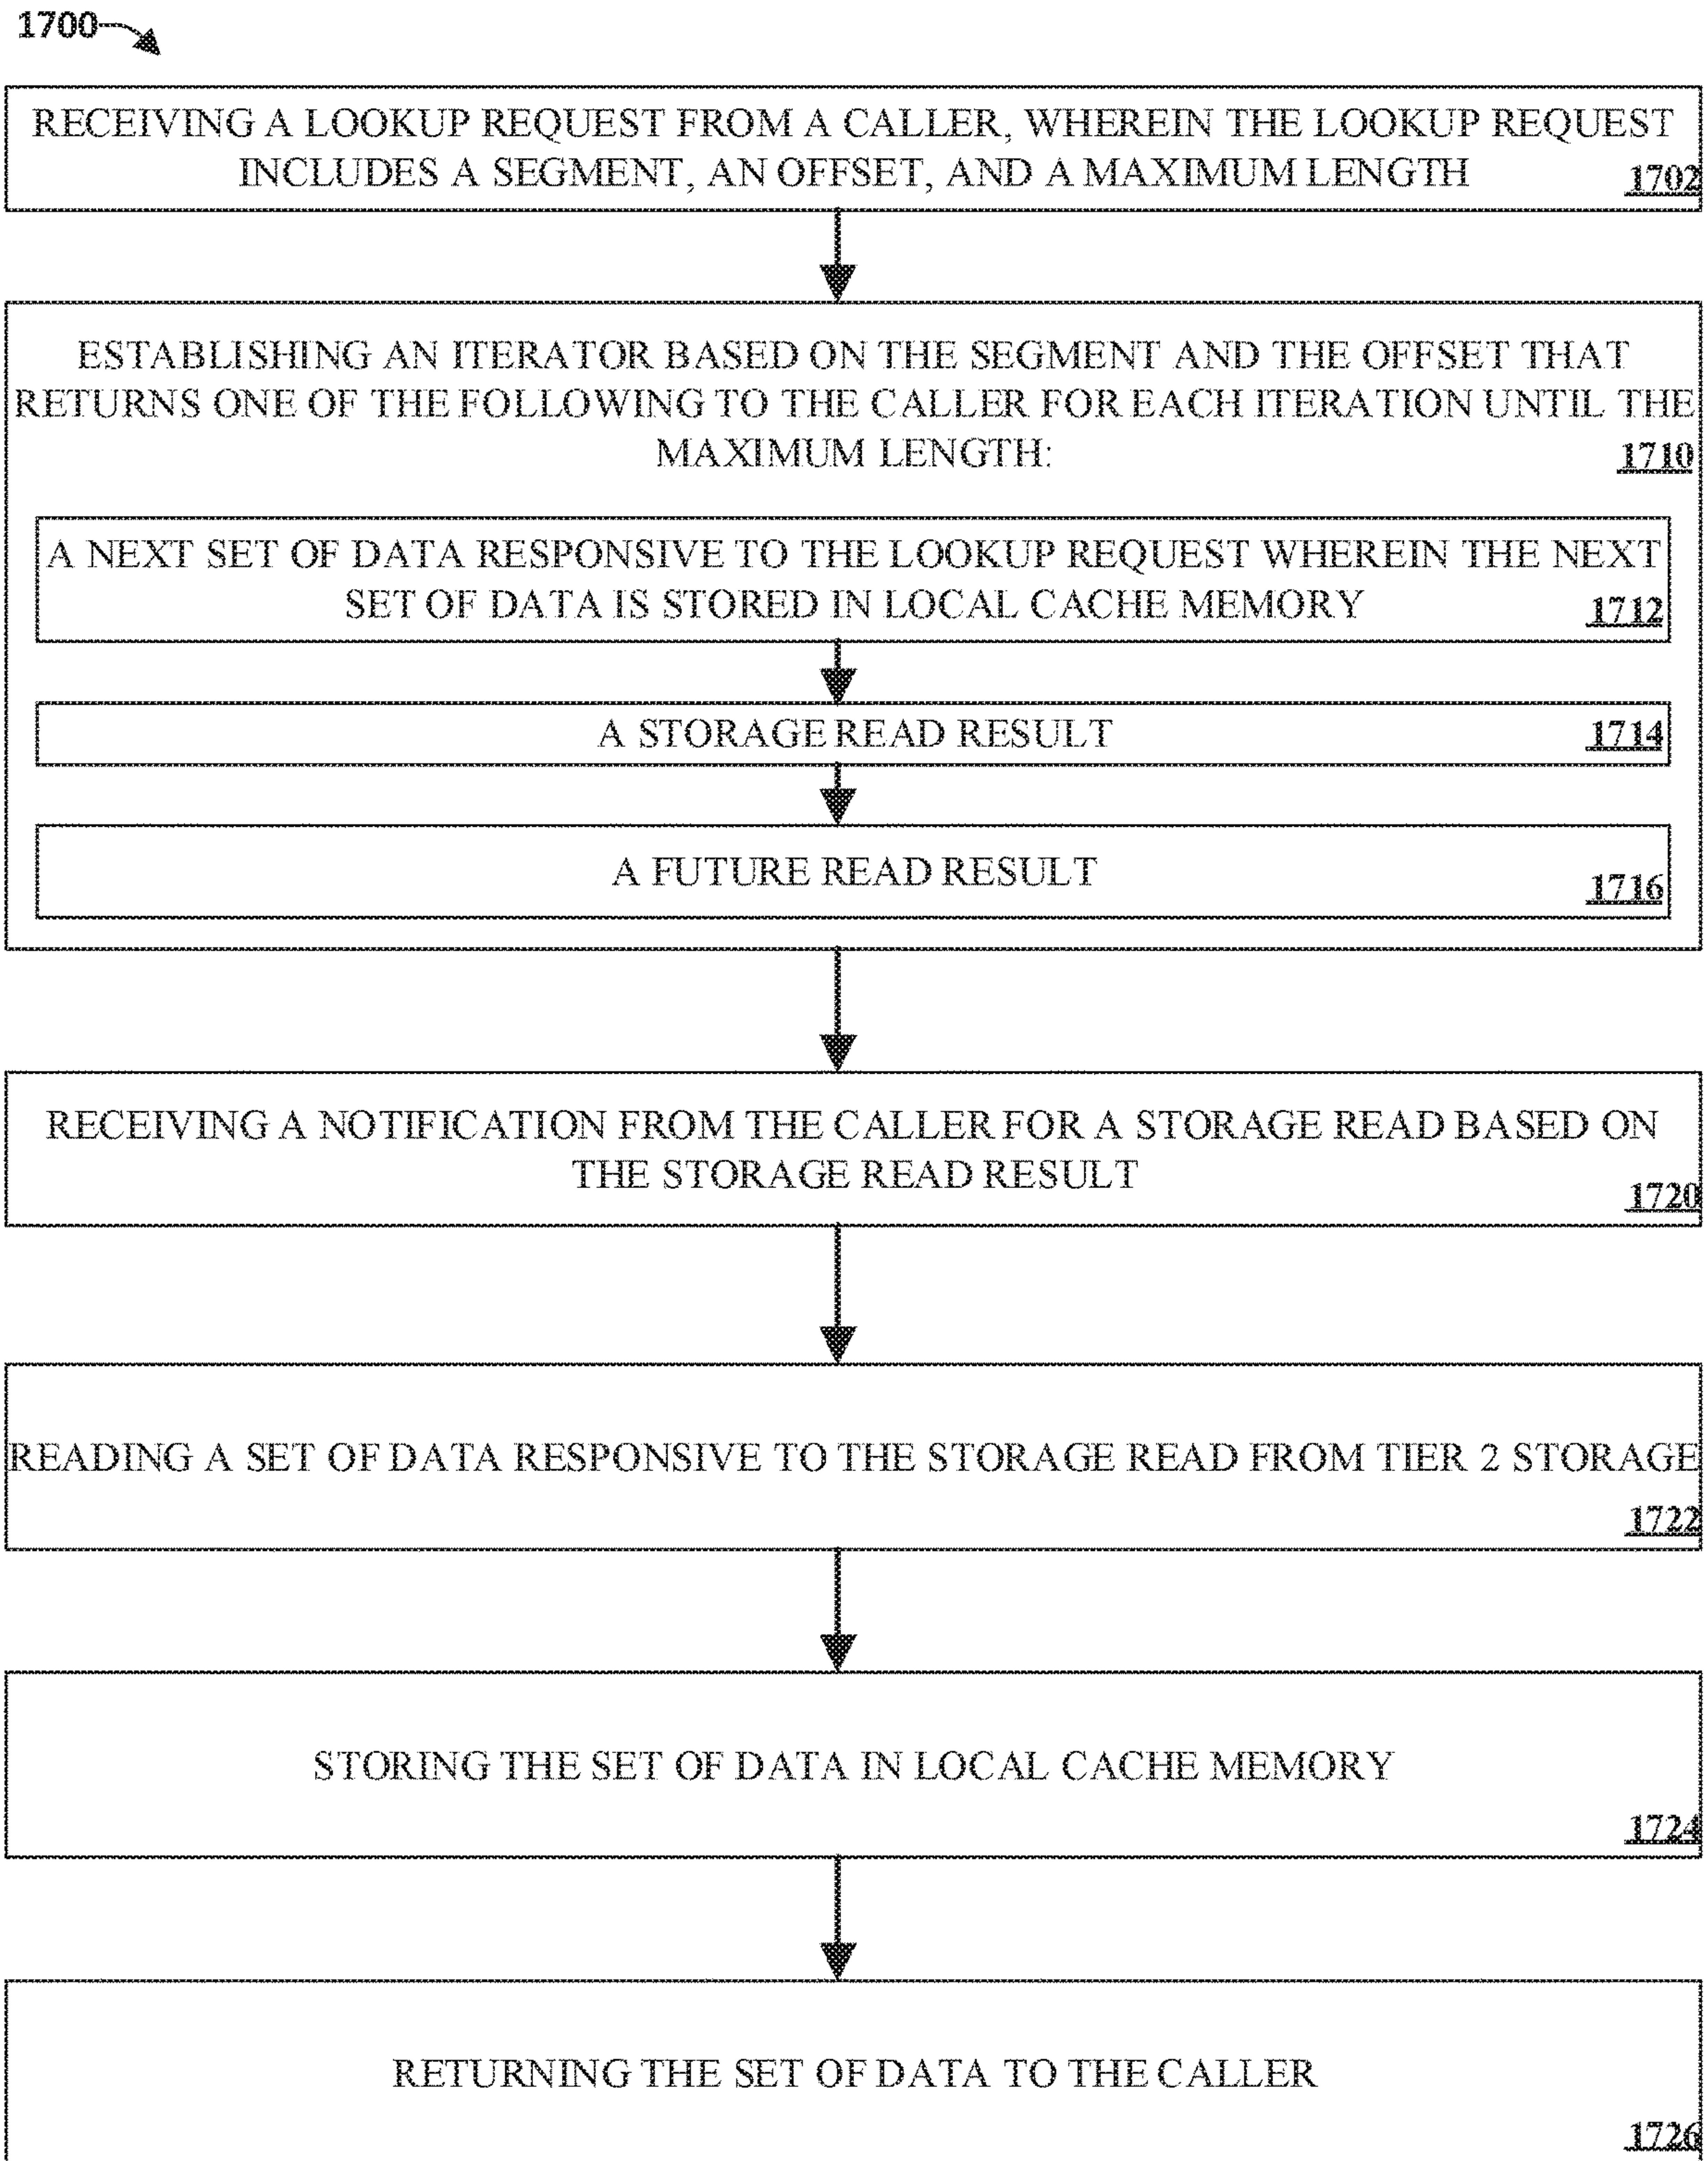 1700
RECEIVING A LOOKUP REQUEST FROM A CALLER, WHEREIN THE LOOKUP REQUEST
INCLUDES A SEGMENT, AN OFFSET, AND A MAXIMUM LENGTH
1702
ESTABLISHING AN ITERATOR BASED ON THE SEGMENT AND THE OFFSET THAT
RETURNS ONE OF THE FOLLOWING TO THE CALLER FOR EACH ITERATION UNTIL THE
MAXIMUM LENGTH:
1710
A NEXT SET OF DATA RESPONSIVE TO THE LOOKUP REQUEST WHEREIN THE NEXT
SET OF DATA IS STORED IN LOCAL CACHE MEMORY
1712
A STORAGE READ RESULT
1714
A FUTURE READ RESULT
1716
RECEIVING A NOTIFICATION FROM THE CALLER FOR A STORAGE READ BASED ON
THE STORAGE READ RESULT
1720
READING A SET OF DATA RESPONSIVE TO THE STORAGE READ FROM TIER 2 STORAGE
1722
STORING THE SET OF DATA IN LOCAL CACHE MEMORY
1724
RETURNING THE SET OF DATA TO THE CALLER
1726